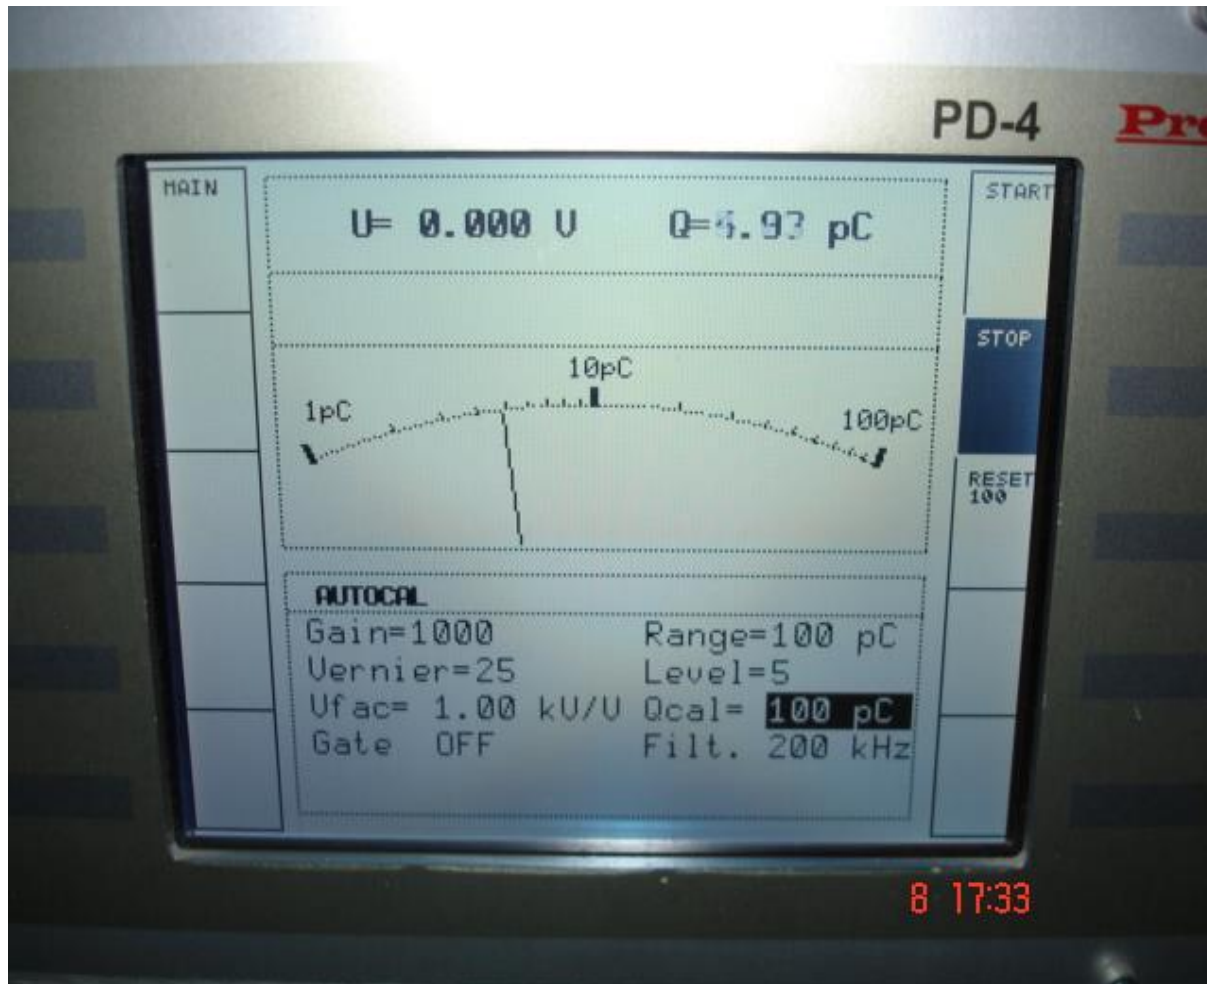 PD-4
MAIN
U= 0.000 V
pC
START
STOP
RESET
100
1pC
10pC
100pC
AUTOCAL
Gain=1000
Range=100 pC
Vernier=25
Level=5
Ufac= 1.00 kV/V
Qcal= 100 pC
Gate OFF
Filt. 200 kHz
8 17:33